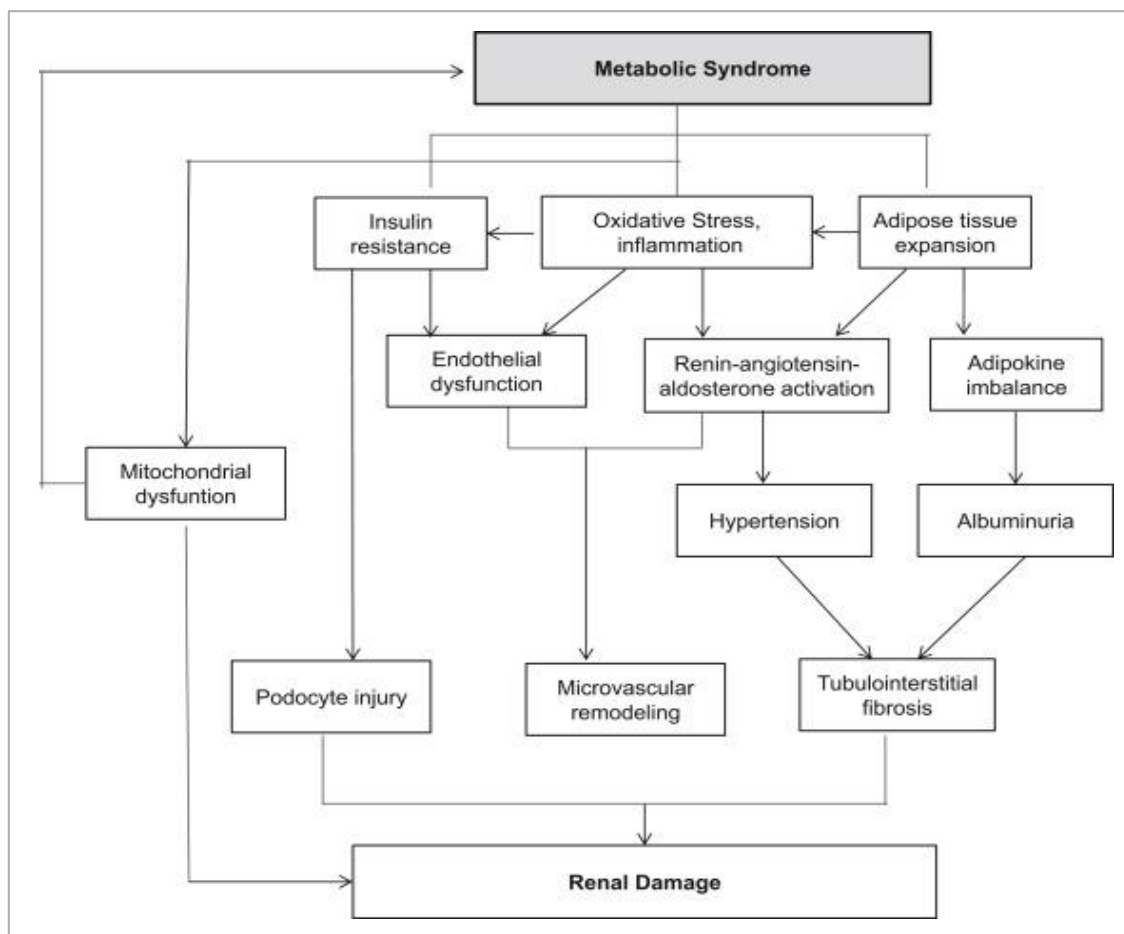 Metabolic Syndrome
Insulin
resistance
Oxidative Stress,
inflammation
Adipose tissue
expansion
Endothelial
dysfunction
Renin-angiotensin-
aldosterone activation
Adipokine
imbalance
Mitochondrial
dysfuntion
Hypertension
Albuminuria
Podocyte injury
Microvascular
remodeling
Tubulointerstitial
fibrosis
Renal Damage